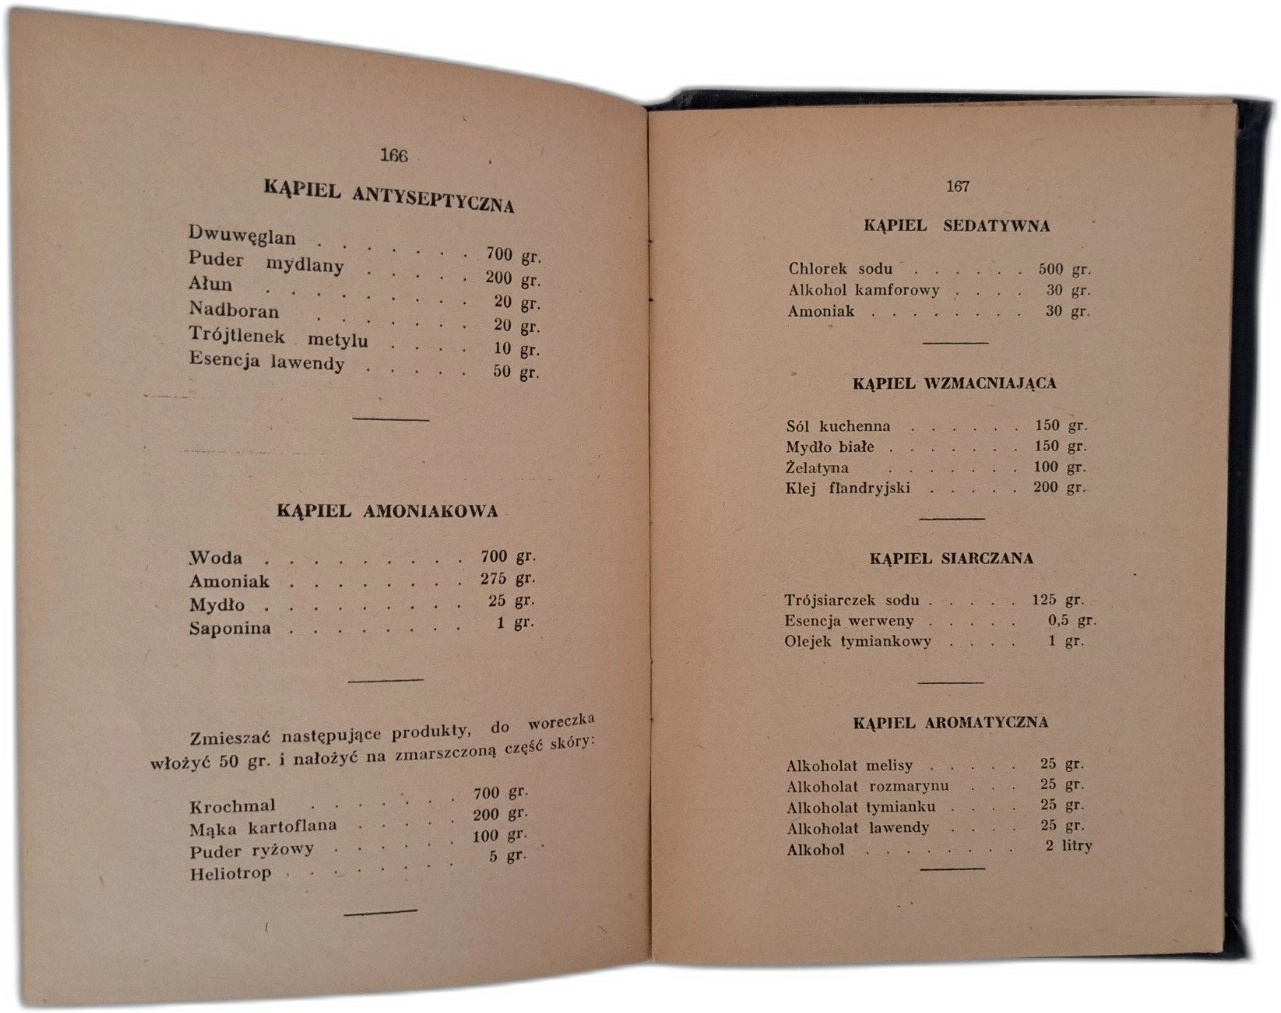 166
KĄPIEL ANTYSEPTYCZNA
Dwuwęglan . . . . . . . 700 gr.
Puder mydlany . . . . . 200 gr.
Ałun . . . . . . . . . 20 gr.
Nadboran . . . . . . . 20 gr.
Trójtlenek metylu . . . . 10 gr.
Esencja lawendy . . . . . 50 gr.
KĄPIEL AMONIAKOWA
Woda . . . . . . . . . 700 gr.
Amoniak . . . . . . . . 275 gr.
Mydło . . . . . . . . . 25 gr.
Saponina . . . . . . . . 1 gr.
Zmieszać następujące produkty, do woreczka
włożyć 50 gr. i nałożyć na zmarszczoną część skóry:
Krochmal . . . . . . . 700 gr.
Mąka kartoflana . . . . . 200 gr.
Puder ryżowy . . . . . . 100 gr.
Heliotrop . . . . . . . . 5 gr.
167
KĄPIEL SEDATYWNA
Chlorek sodu . . . . . . 500 gr.
Alkohol kamforowy . . . . 30 gr.
Amoniak . . . . . . . . 30 gr.
KĄPIEL WZMACNIAJĄCA
Sól kuchenna . . . . . . 150 gr.
Mydło białe . . . . . . . 150 gr.
Żelatyna . . . . . . . 100 gr.
Klej flandryjski . . . . . 200 gr.
KĄPIEL SIARCZANA
Trójsiarczek sodu . . . . . 125 gr.
Esencja werweny . . . . . 0,5 gr.
Olejek tymiankowy . . . . 1 gr.
KĄPIEL AROMATYCZNA
Alkoholat melisy . . . . . 25 gr.
Alkoholat rozmarynu . . . 25 gr.
Alkoholat tymianku . . . . 25 gr.
Alkoholat lawendy . . . . 25 gr.
Alkohol . . . . . . . . 2 litry